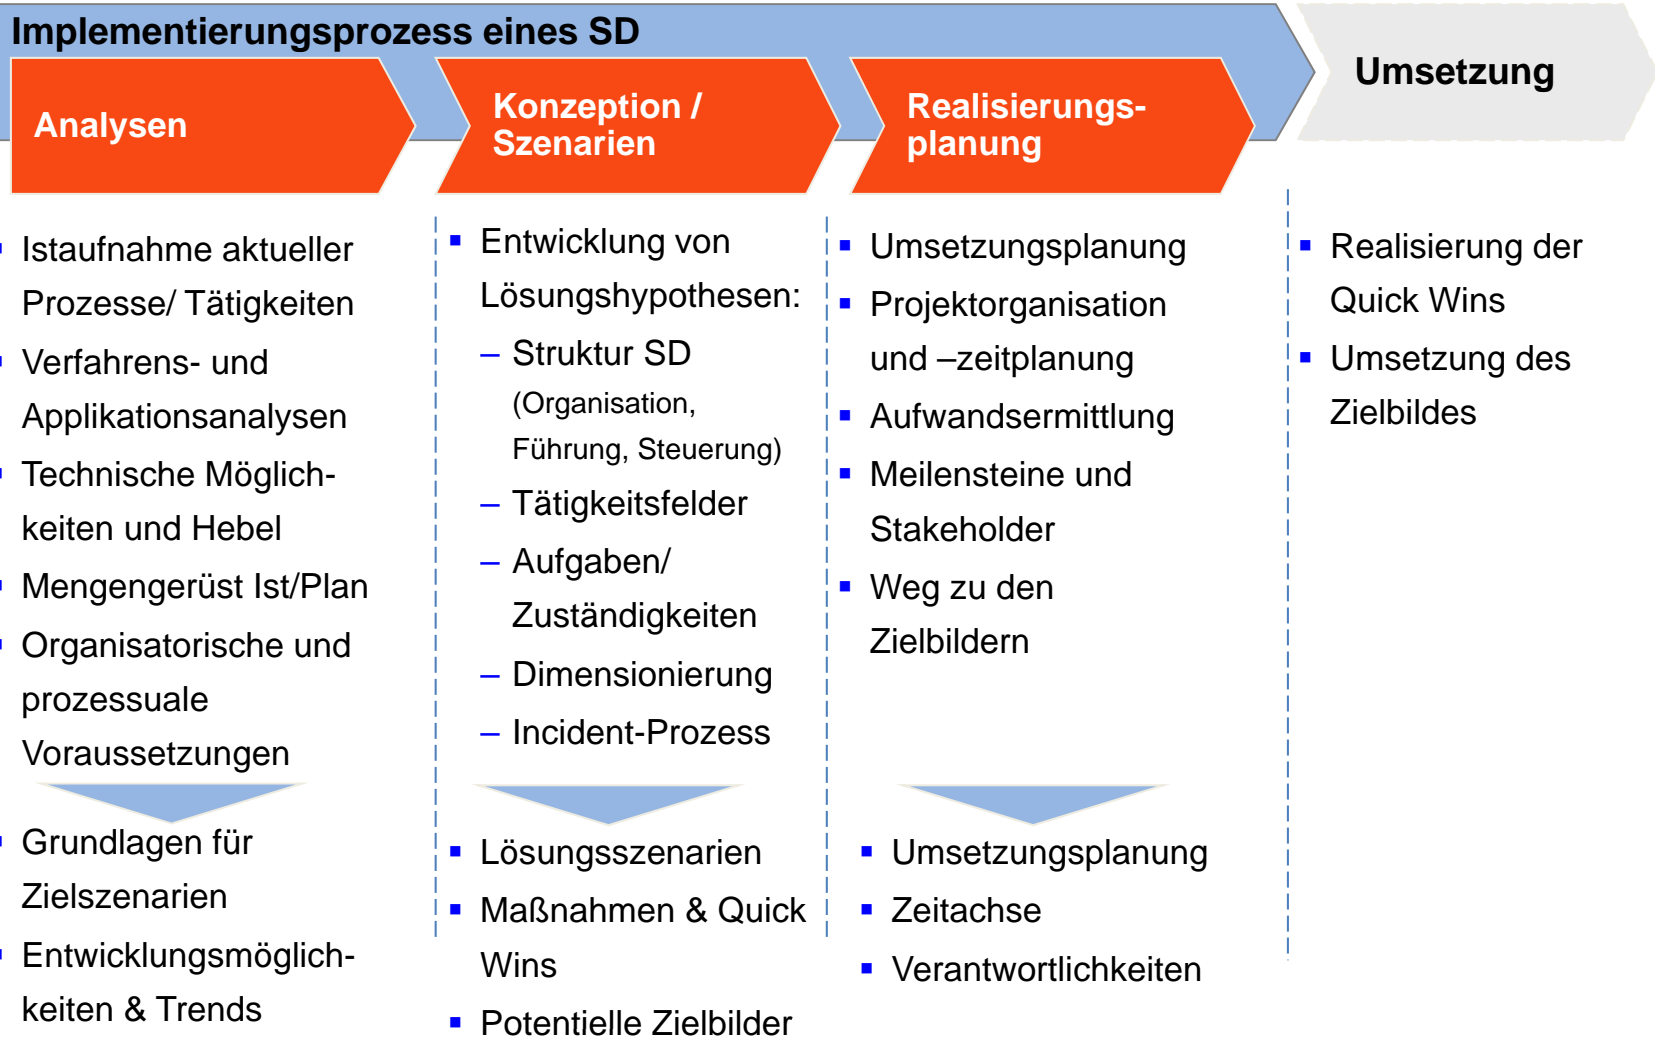 Implementierungsprozess eines SD
Analysen
Konzeption /
Szenarien
Realisierungs-
planung
Umsetzung
Istaufnahme aktueller
Prozesse/ Tätigkeiten
Verfahrens- und
Applikationsanalysen
Technische Möglich-
keiten und Hebel
Mengengerüst Ist/Plan
Organisatorische und
prozessuale
Voraussetzungen
Grundlagen für
Zielszenarien
Entwicklungsmöglich-
keiten & Trends
Entwicklung von
Lösungshypothesen:
– Struktur SD
(Organisation,
Führung, Steuerung)
– Tätigkeitsfelder
– Aufgaben/
Zuständigkeiten
– Dimensionierung
– Incident-Prozess
Lösungsszenarien
Maßnahmen & Quick
Wins
Potentielle Zielbilder
Umsetzungsplanung
Projektorganisation
und –zeitplanung
Aufwandsermittlung
Meilensteine und
Stakeholder
Weg zu den
Zielbildern
Umsetzungsplanung
Zeitachse
Verantwortlichkeiten
Realisierung der
Quick Wins
Umsetzung des
Zielbildes